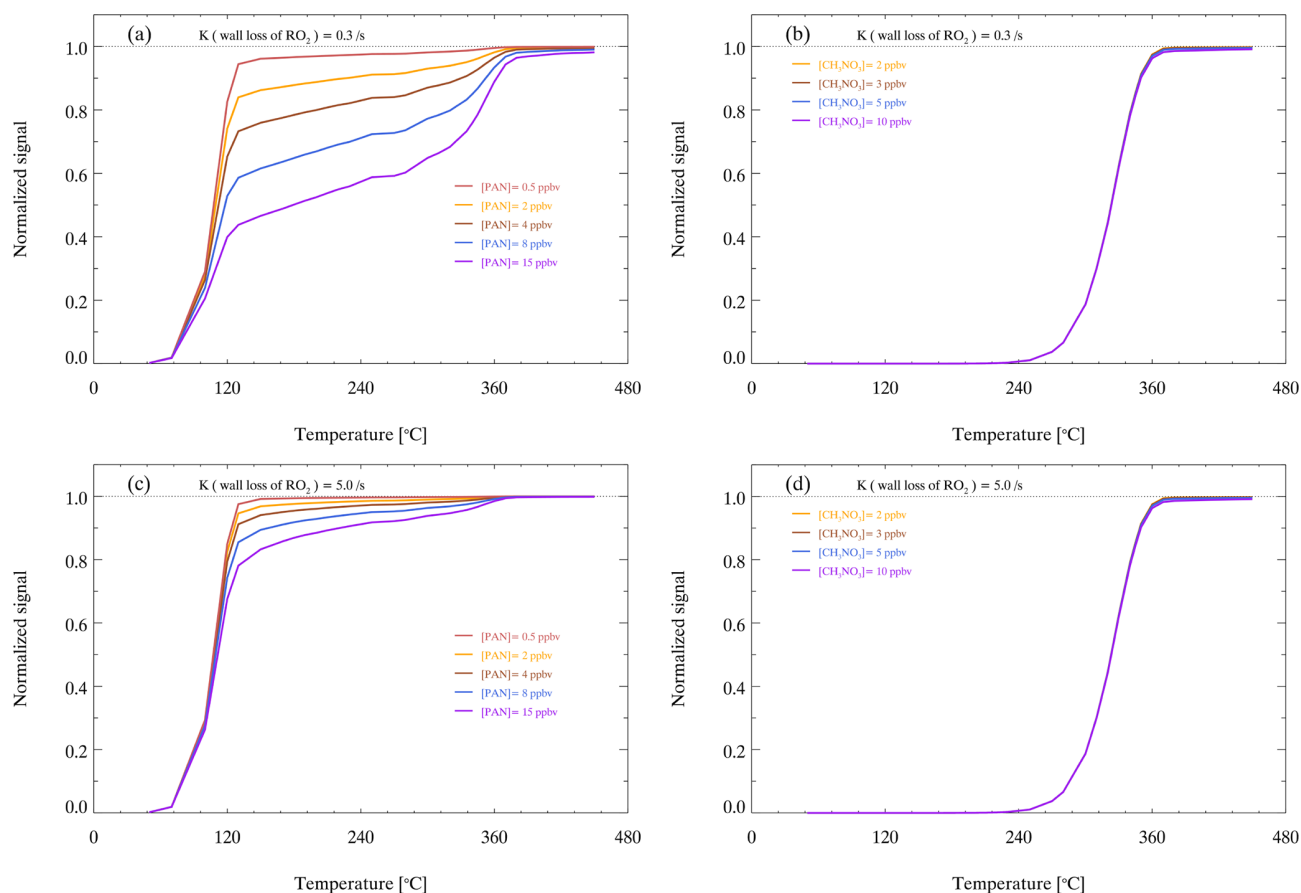 (a) K ( wall loss of RO₂ ) = 0.3 /s
1.0
0.8
0.6
0.4
0.2
0.0
Normalized signal
[PAN]= 0.5 ppbv
[PAN]= 2 ppbv
[PAN]= 4 ppbv
[PAN]= 8 ppbv
[PAN]= 15 ppbv
0 120 240 360 480
Temperature [°C]
(b) K ( wall loss of RO₂ ) = 0.3 /s
1.0
0.8
0.6
0.4
0.2
0.0
Normalized signal
[CH₃NO₃]= 2 ppbv
[CH₃NO₃]= 3 ppbv
[CH₃NO₃]= 5 ppbv
[CH₃NO₃]= 10 ppbv
0 120 240 360 480
Temperature [°C]
(c) K ( wall loss of RO₂ ) = 5.0 /s
1.0
0.8
0.6
0.4
0.2
0.0
Normalized signal
[PAN]= 0.5 ppbv
[PAN]= 2 ppbv
[PAN]= 4 ppbv
[PAN]= 8 ppbv
[PAN]= 15 ppbv
0 120 240 360 480
Temperature [°C]
(d) K ( wall loss of RO₂ ) = 5.0 /s
1.0
0.8
0.6
0.4
0.2
0.0
Normalized signal
[CH₃NO₃]= 2 ppbv
[CH₃NO₃]= 3 ppbv
[CH₃NO₃]= 5 ppbv
[CH₃NO₃]= 10 ppbv
0 120 240 360 480
Temperature [°C]